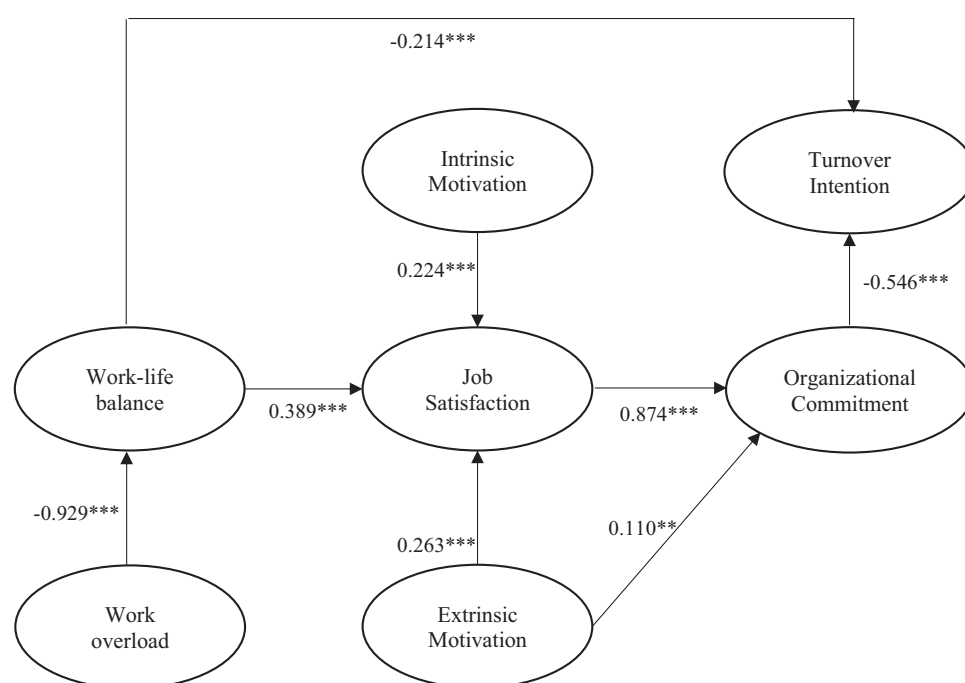 -0.214***
Intrinsic
Motivation
Turnover
Intention
0.224***
-0.546***
Work-life
balance
Job
Satisfaction
Organizational
Commitment
0.389***
0.874***
-0.929***
0.263***
0.110**
Work
overload
Extrinsic
Motivation